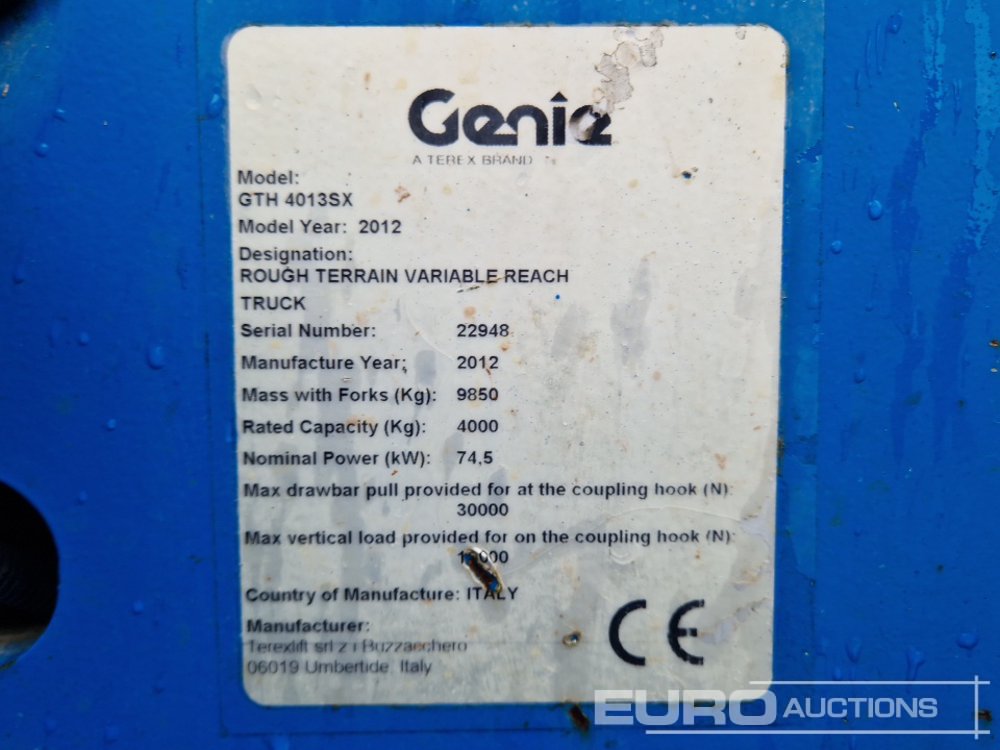 Genie
A TEREX BRAND
Model:
GTH 4013SX
Model Year: 2012
Designation:
ROUGH TERRAIN VARIABLE REACH
TRUCK
Serial Number: 22948
Manufacture Year: 2012
Mass with Forks (Kg): 9850
Rated Capacity (Kg): 4000
Nominal Power (kW): 74,5
Max drawbar pull provided for at the coupling hook (N):
30000
Max vertical load provided for on the coupling hook (N):
Country of Manufacture: ITALY
Manufacturer:
Terexlift srl z.i Buzzacchero
06019 Umbertide, Italy
CE
EURO AUCTIONS